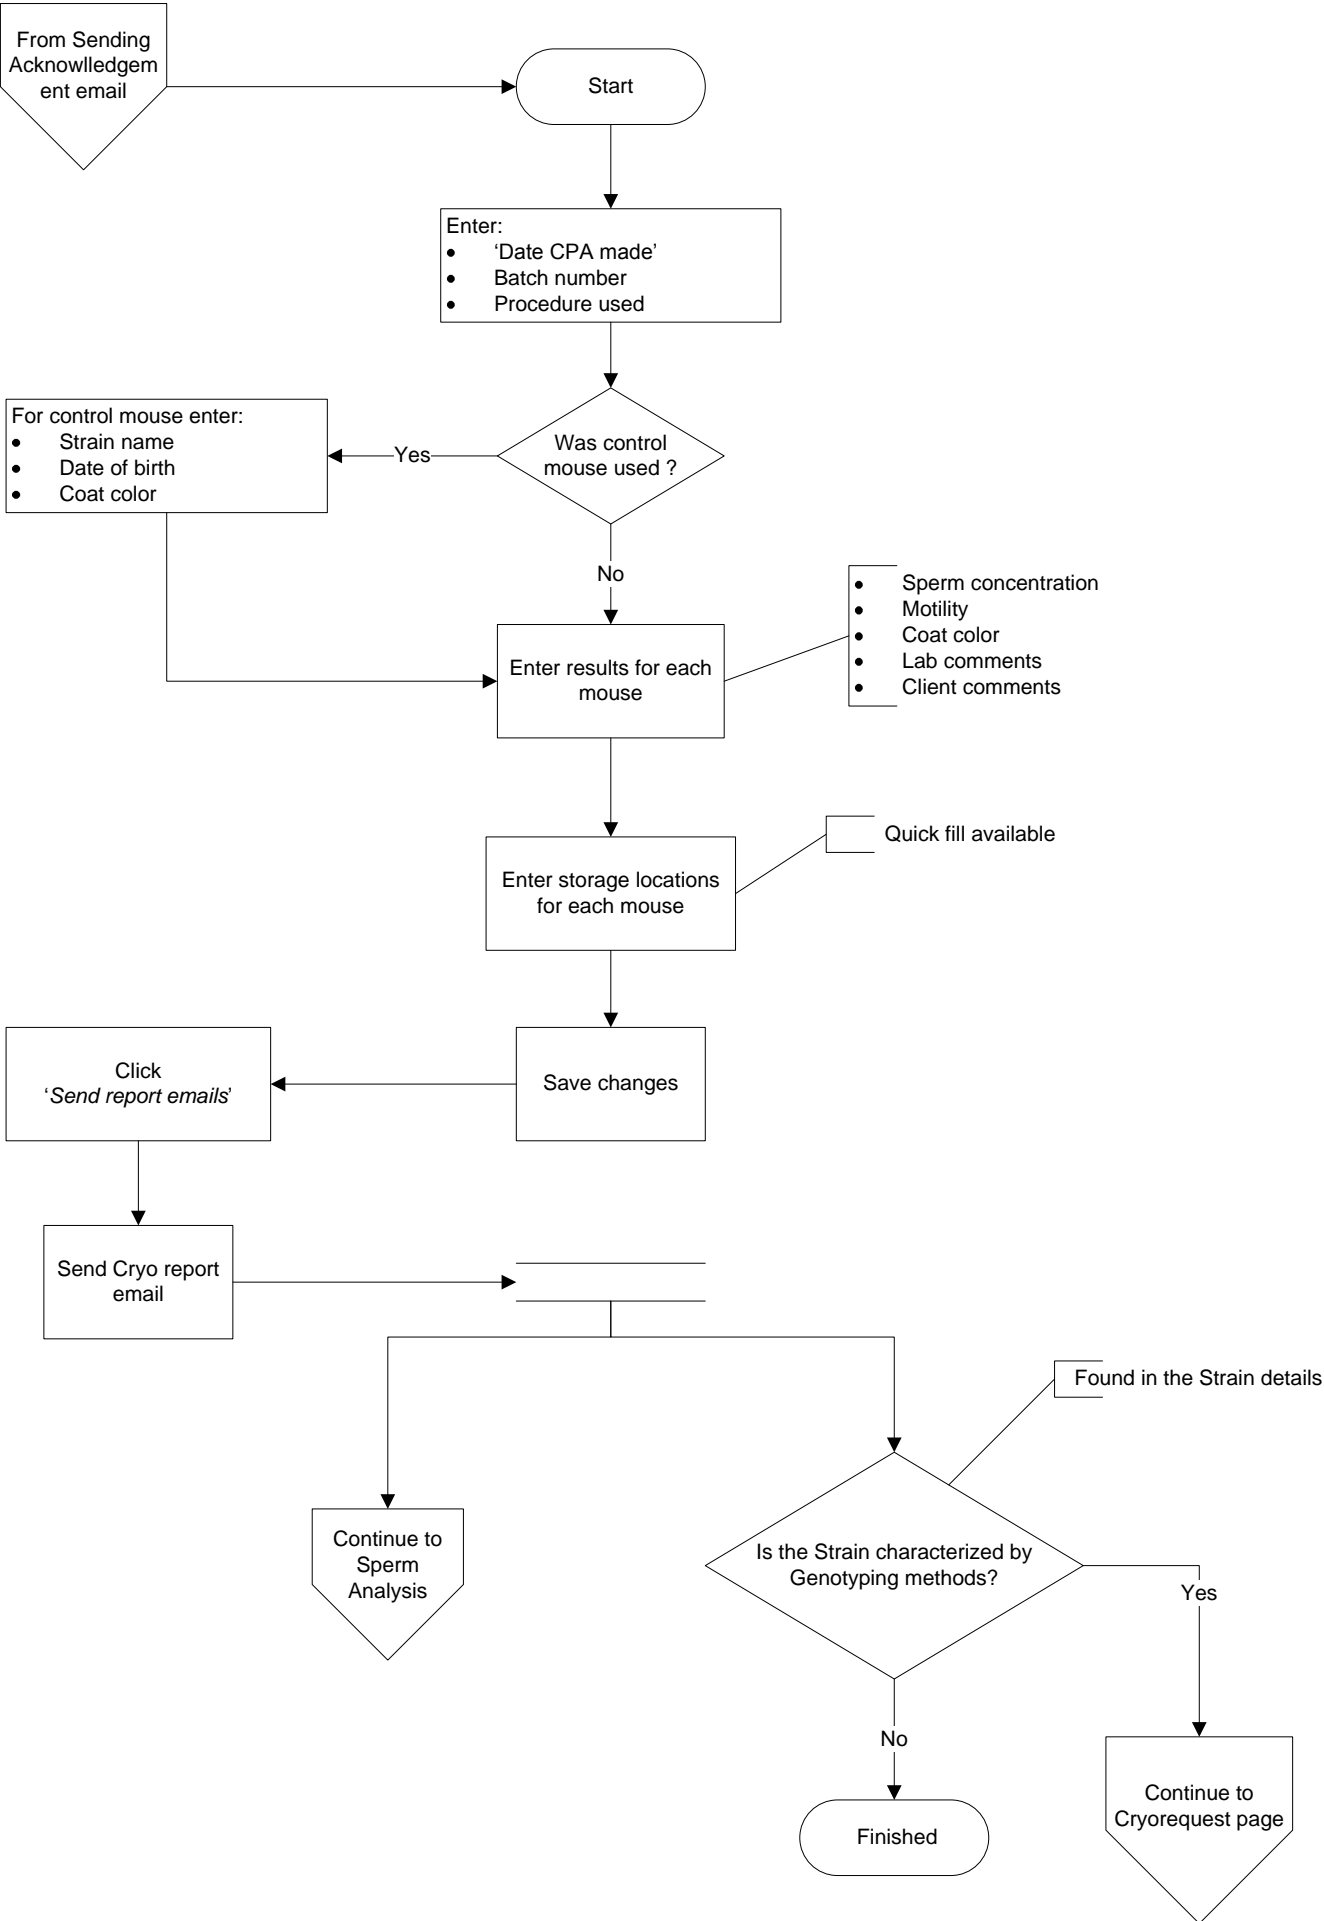 From Sending
Acknowlledgem
ent email
Start
Enter:
• ‘Date CPA made’
• Batch number
• Procedure used
For control mouse enter:
• Strain name
• Date of birth
• Coat color
Yes
Was control
mouse used ?
No
• Sperm concentration
• Motility
• Coat color
• Lab comments
• Client comments
Enter results for each
mouse
Quick fill available
Enter storage locations
for each mouse
Click
‘Send report emails’
Save changes
Send Cryo report
email
Found in the Strain details
Continue to
Sperm
Analysis
Is the Strain characterized by
Genotyping methods?
Yes
No
Continue to
Cryorequest page
Finished